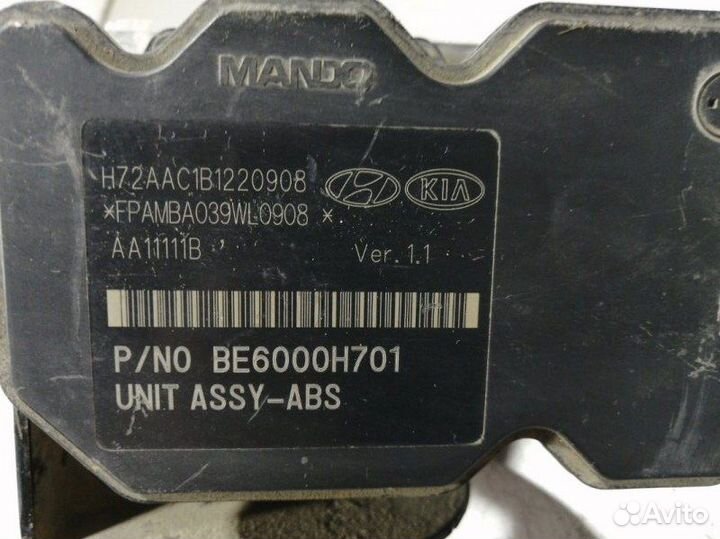 MANDO
H72AAC1B1220908
KIA
*FPAMBA039WL0908 *
AA11111B
Ver. 1.1
P/NO BE6000H701
UNIT ASSY-ABS
Avito